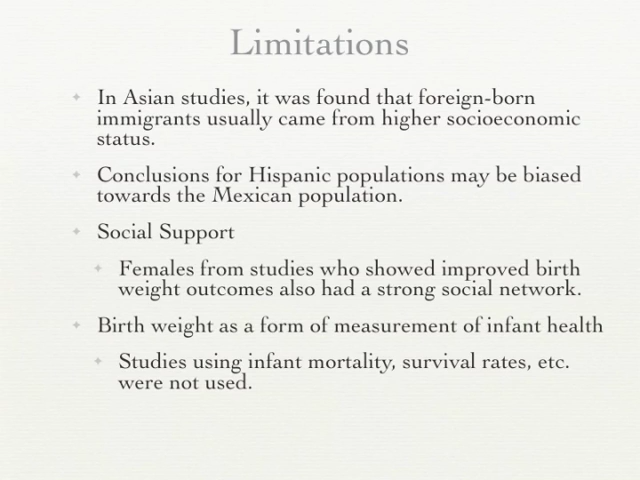 Limitations
In Asian studies, it was found that foreign-born
immigrants usually came from higher socioeconomic
status.
Conclusions for Hispanic populations may be biased
towards the Mexican population.
Social Support
Females from studies who showed improved birth
weight outcomes also had a strong social network.
Birth weight as a form of measurement of infant health
Studies using infant mortality, survival rates, etc.
were not used.